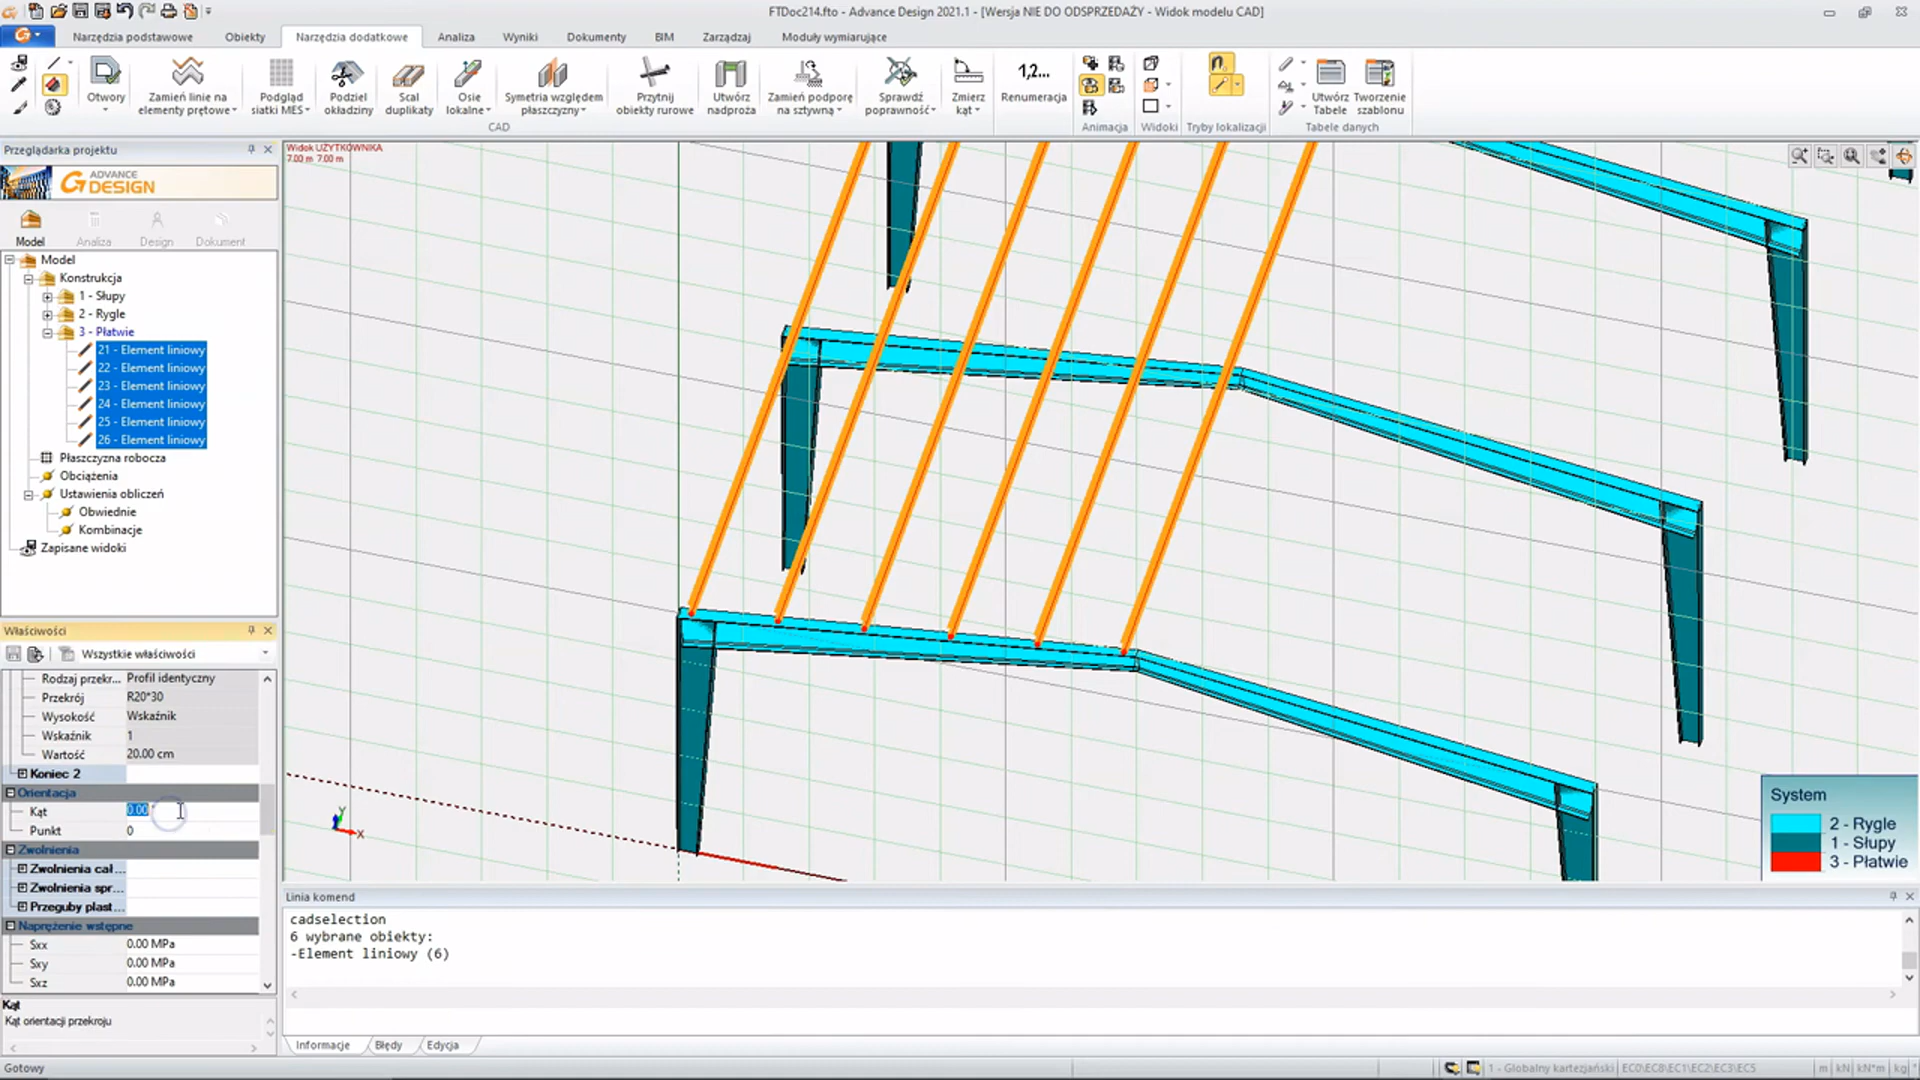 FTDoc214.fto - Advance Design 2021.1 - [Wersja NIE DO ODSPRZEDAŻY - Widok modelu CAD]
Narzędzia podstawowe Obiekty Narzędzia dodatkowe Analiza Wyniki Dokumenty BIM Zarządzaj Moduły wymiarujące
1,2...
Otwory Zamień linie na elementy prętowe Podgląd siatki MES Podziel okładziny Scal duplikaty Osie lokalne Symetria względem płaszczyzny Przytnij obiekty rurowe Utwórz nadproża Zamień podporę na sztywną Sprawdź poprawność Zmierz kąt Renumeracja Utwórz Tabele Tworzenie szablonu
CAD Animacja Widoki Tryby lokalizacji Tabele danych
Przeglądarka projektu
ADVANCE
DESIGN
Model Analiza Design Dokument
Model
Konstrukcja
1 - Słupy
2 - Rygle
3 - Płatwie
21 - Element liniowy
22 - Element liniowy
23 - Element liniowy
24 - Element liniowy
25 - Element liniowy
26 - Element liniowy
Płaszczyzna robocza
Obciążenia
Ustawienia obliczeń
Obwiednie
Kombinacje
Zapisane widoki
Właściwości
Wszystkie właściwości
Rodzaj przekr... Profil identyczny
Przekrój R20*30
Wysokość Wskaźnik
Wskaźnik 1
Wartość 20.00 cm
Koniec 2
Orientacja
Kąt 0.00
Punkt 0
Zwolnienia
Zwolnienia cał...
Zwolnienia spr...
Przeguby plast...
Naprężenie wstępne
Sxx 0.00 MPa
Sxy 0.00 MPa
Sxz 0.00 MPa
Kąt
Kąt orientacji przekroju
Gotowy
Widok UŻYTKOWNIKA
7.00 m 7.00 m
Y
X
System
2 - Rygle
1 - Słupy
3 - Płatwie
Linia komend
cadselection
6 wybrane obiekty:
-Element liniowy (6)
Informacje Błędy Edycja
1 - Globalny kartezjański EC0\EC8\EC1\EC2\EC3\EC5 m kN kN*m kg °